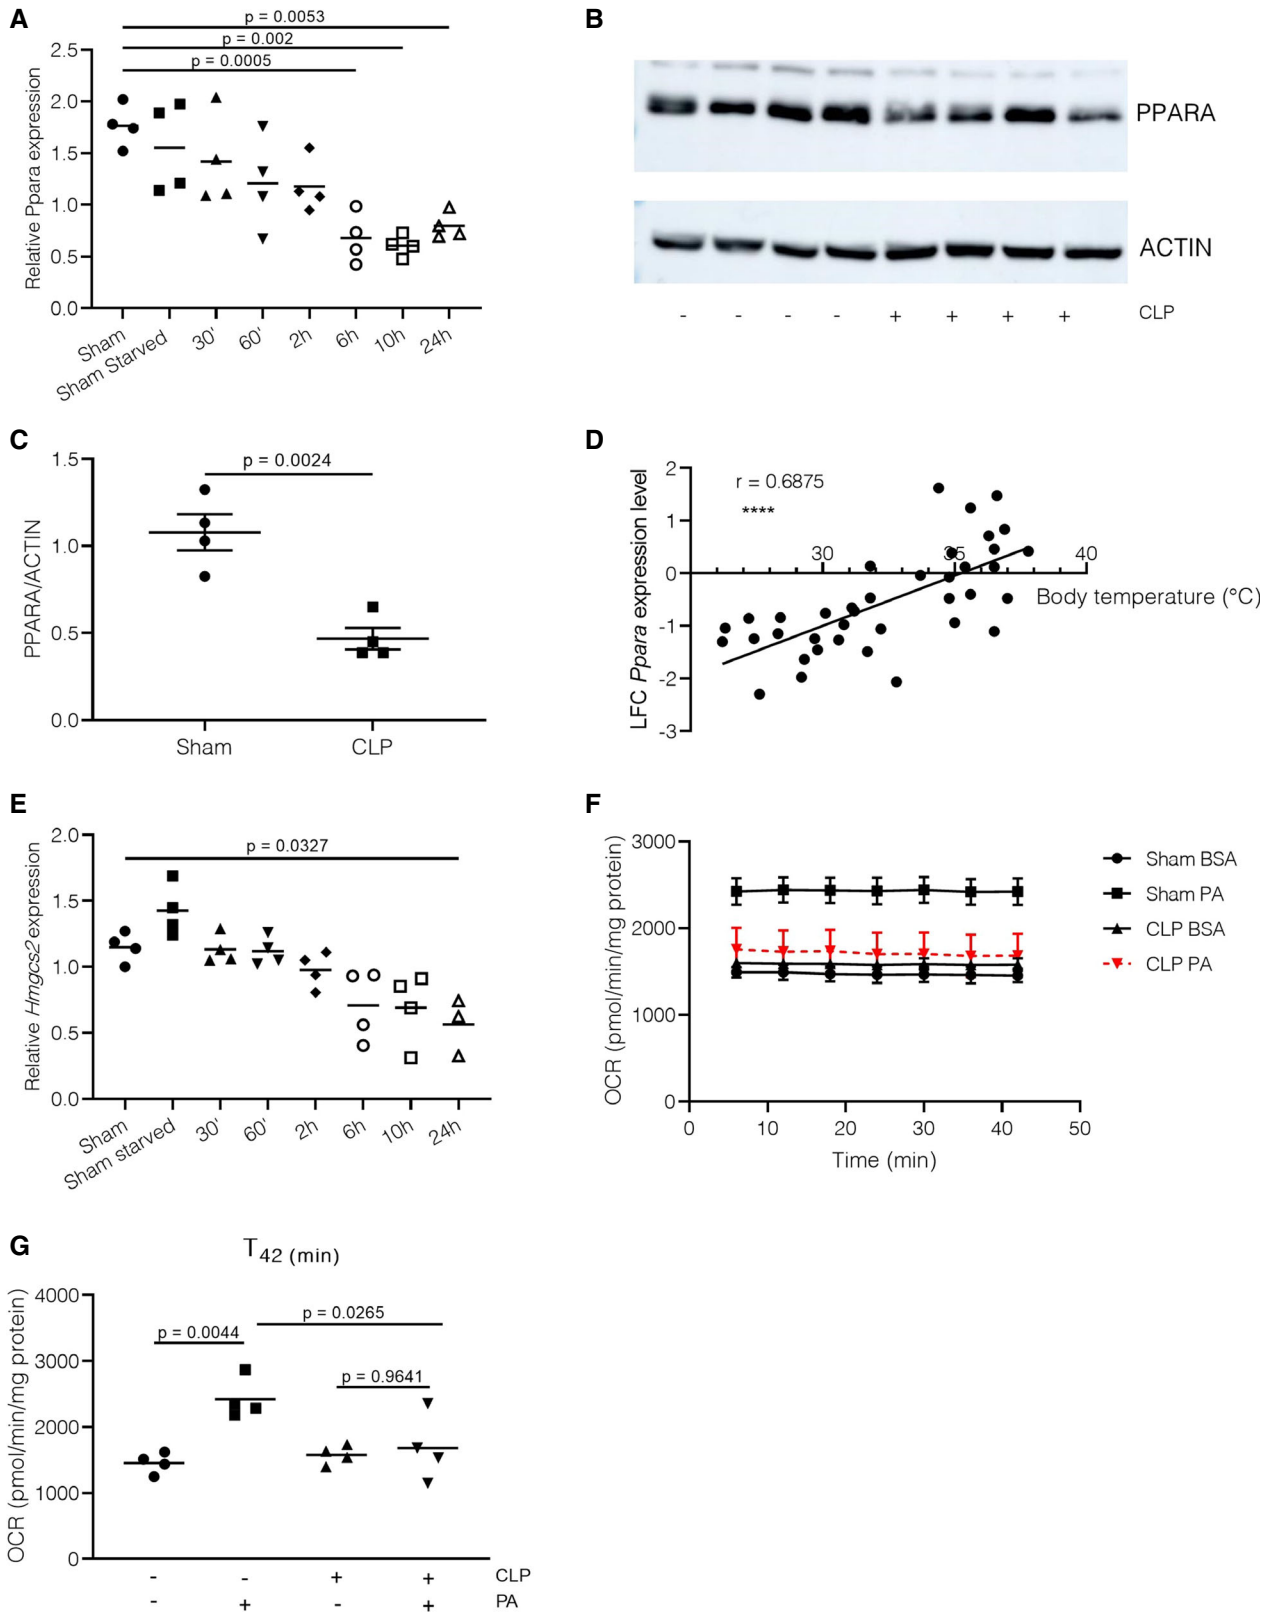 A
p = 0.0053
p = 0.002
p = 0.0005
Relative Ppara expression
2.5
2.0
1.5
1.0
0.5
0.0
Sham
Sham Starved
30'
60'
2h
6h
10h
24h
B
PPARA
ACTIN
- - - - + + + + CLP
C
p = 0.0024
PPARA/ACTIN
1.5
1.0
0.5
0.0
Sham CLP
D
r = 0.6875
****
LFC Ppara expression level
2
1
0
-1
-2
-3
30 35 40
Body temperature (°C)
E
p = 0.0327
Relative Hmgcs2 expression
2.0
1.5
1.0
0.5
0.0
Sham
Sham starved
30'
60'
2h
6h
10h
24h
F
OCR (pmol/min/mg protein)
3000
2000
1000
0
0 10 20 30 40 50
Time (min)
Sham BSA
Sham PA
CLP BSA
CLP PA
G
T42 (min)
OCR (pmol/min/mg protein)
4000
3000
2000
1000
0
p = 0.0044
p = 0.0265
p = 0.9641
- - + + CLP
- + - + PA